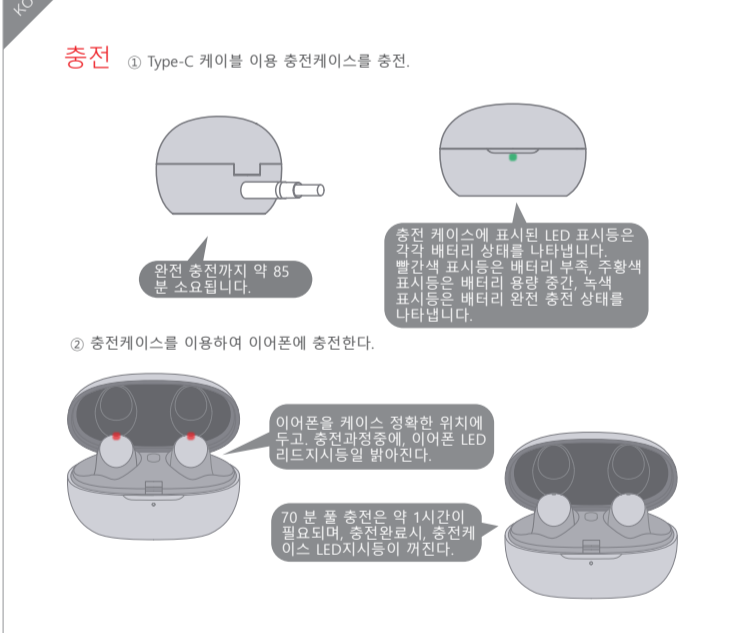 KO
충전 ① Type-C 케이블 이용 충전케이스를 충전.
완전 충전까지 약 85
분 소요됩니다.
충전 케이스에 표시된 LED 표시등은
각각 배터리 상태를 나타냅니다.
빨간색 표시등은 배터리 부족, 주황색
표시등은 배터리 용량 중간, 녹색
표시등은 배터리 완전 충전 상태를
나타냅니다.
② 충전케이스를 이용하여 이어폰에 충전한다.
이어폰을 케이스 정확한 위치에
두고, 충전과정중에, 이어폰 LED
리드지시등일 밝아진다.
70 분 풀 충전은 약 1시간이
필요되며, 충전완료시, 충전케
이스 LED지시등이 꺼진다.